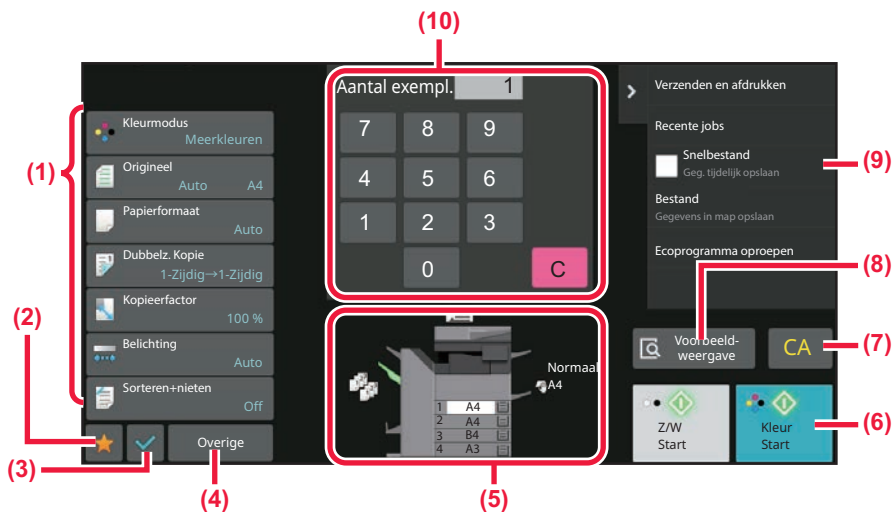 (10)
Aantal exempl. 1
7 8 9
4 5 6
1 2 3
0 C
(1)
Kleurmodus
Meerkleuren
Origineel
Auto A4
Papierformaat
Auto
Dubbelz. Kopie
1-Zijdig→1-Zijdig
Kopieerfactor
100 %
Belichting
Auto
Sorteren+nieten
Off
(2)
(3)
Overige
(4)
Normaal
A4
1 A4
2 A4
3 B4
4 A3
(5)
Verzenden en afdrukken
Recente jobs
Snelbestand
Geg. tijdelijk opslaan
Bestand
Gegevens in map opslaan
Ecoprogramma oproepen
(9)
(8)
Voorbeeld-
weergave
CA
(7)
Z/W
Start
Kleur
Start
(6)